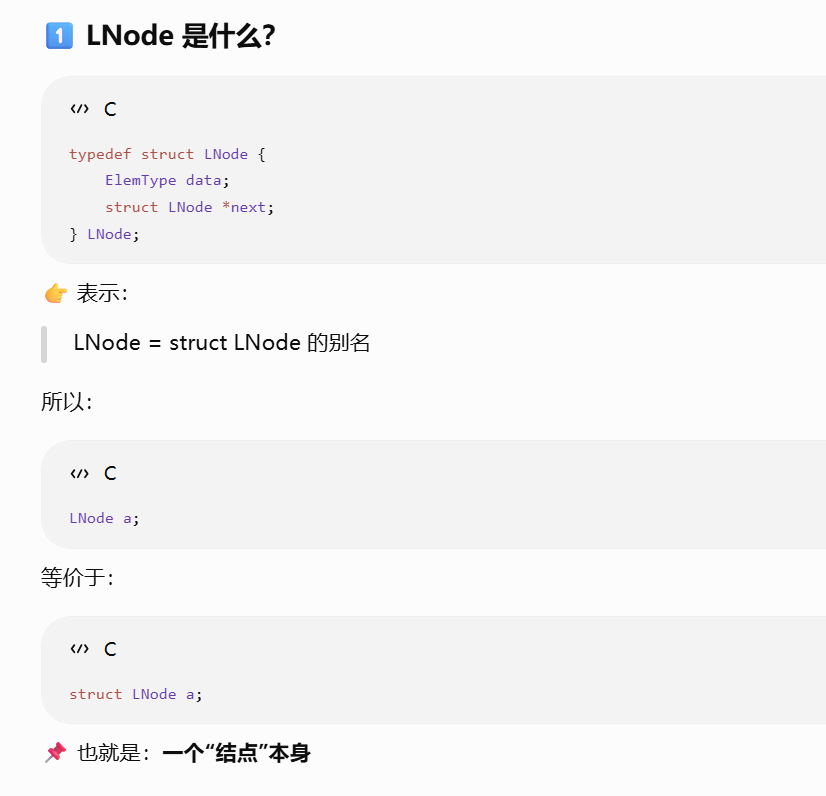 1️⃣ LNode 是什么？
</> C
typedef struct LNode {
    ElemType data;
    struct LNode *next;
} LNode;
👉 表示：
LNode = struct LNode 的别名
所以：
</> C
LNode a;
等价于：
</> C
struct LNode a;
📌 也就是：一个“结点”本身